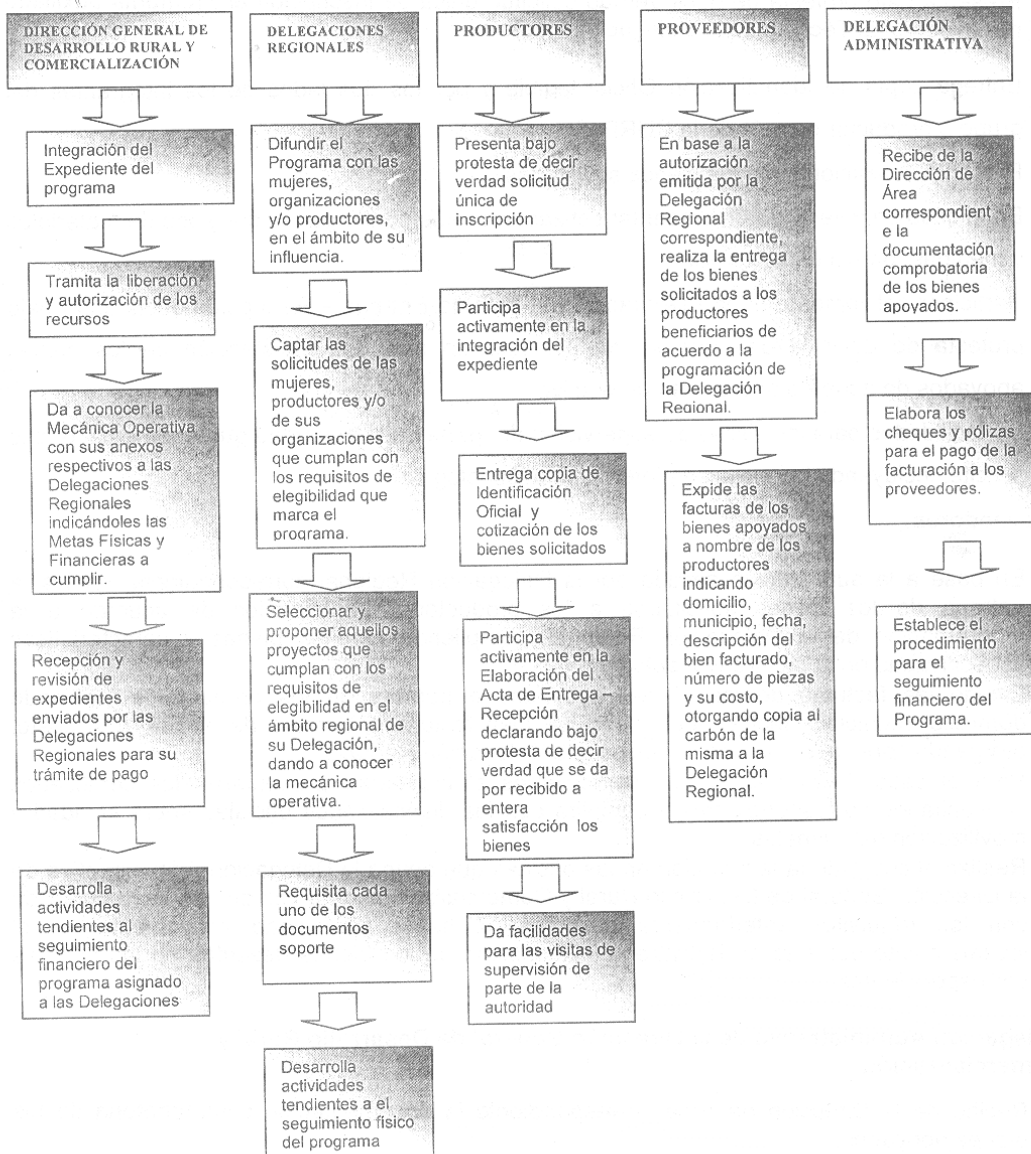 DIRECCIÓN GENERAL DE
DESARROLLO RURAL Y
COMERCIALIZACIÓN
Integración del
Expediente del
programa
Tramita la liberación
y autorización de los
recursos
Da a conocer la
Mecánica Operativa
con sus anexos
respectivos a las
Delegaciones
Regionales
indicándoles las
Metas Físicas y
Financieras a
cumplir.
Recepción y
revisión de
expedientes
enviados por las
Delegaciones
Regionales para su
trámite de pago
Desarrolla
actividades
tendientes al
seguimiento
financiero del
programa asignado
a las Delegaciones
DELEGACIONES
REGIONALES
Difundir el
Programa con las
mujeres,
organizaciones
y/o productores,
en el ámbito de su
influencia.
Captar las
solicitudes de las
mujeres,
productores y/o
de sus
organizaciones
que cumplan con
los requisitos de
elegibilidad que
marca el
programa.
Seleccionar y
proponer aquellos
proyectos que
cumplan con los
requisitos de
elegibilidad en el
ámbito regional de
su Delegación,
dando a conocer
la mecánica
operativa.
Requisita cada
uno de los
documentos
soporte
Desarrolla
actividades
tendientes a el
seguimiento físico
del programa
PRODUCTORES
Presenta bajo
protesta de decir
verdad solicitud
única de
inscripción
Participa
activamente en la
integración del
expediente
Entrega copia de
Identificación
Oficial y
cotización de los
bienes solicitados
Participa
activamente en la
Elaboración del
Acta de Entrega –
Recepción
declarando bajo
protesta de decir
verdad que se da
por recibido a
entera
satisfacción los
bienes
Da facilidades
para las visitas de
supervisión de
parte de la
autoridad
PROVEEDORES
En base a la
autorización
emitida por la
Delegación
Regional
correspondiente,
realiza la entrega
de los bienes
solicitados a los
productores
beneficiarios de
acuerdo a la
programación de
la Delegación
Regional.
Expide las
facturas de los
bienes apoyados
a nombre de los
productores
indicando
domicilio,
municipio, fecha,
descripción del
bien facturado,
número de piezas
y su costo,
otorgando copia al
carbón de la
misma a la
Delegación
Regional.
DELEGACIÓN
ADMINISTRATIVA
Recibe de la
Dirección de
Área
correspondient
e la
documentación
comprobatoria
de los bienes
apoyados.
Elabora los
cheques y pólizas
para el pago de la
facturación a los
proveedores.
Establece el
procedimiento
para el
seguimiento
financiero del
Programa.